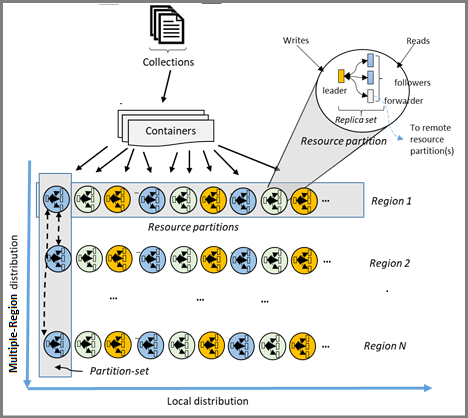 Collections
Containers
Writes
Reads
leader
followers
forwarder
Replica set
Resource partition
To remote
resource
partition(s)
Region 1
...
Resource partitions
Region 2
...
...
...
Region N
...
Partition-set
Multiple-Region distribution
Local distribution